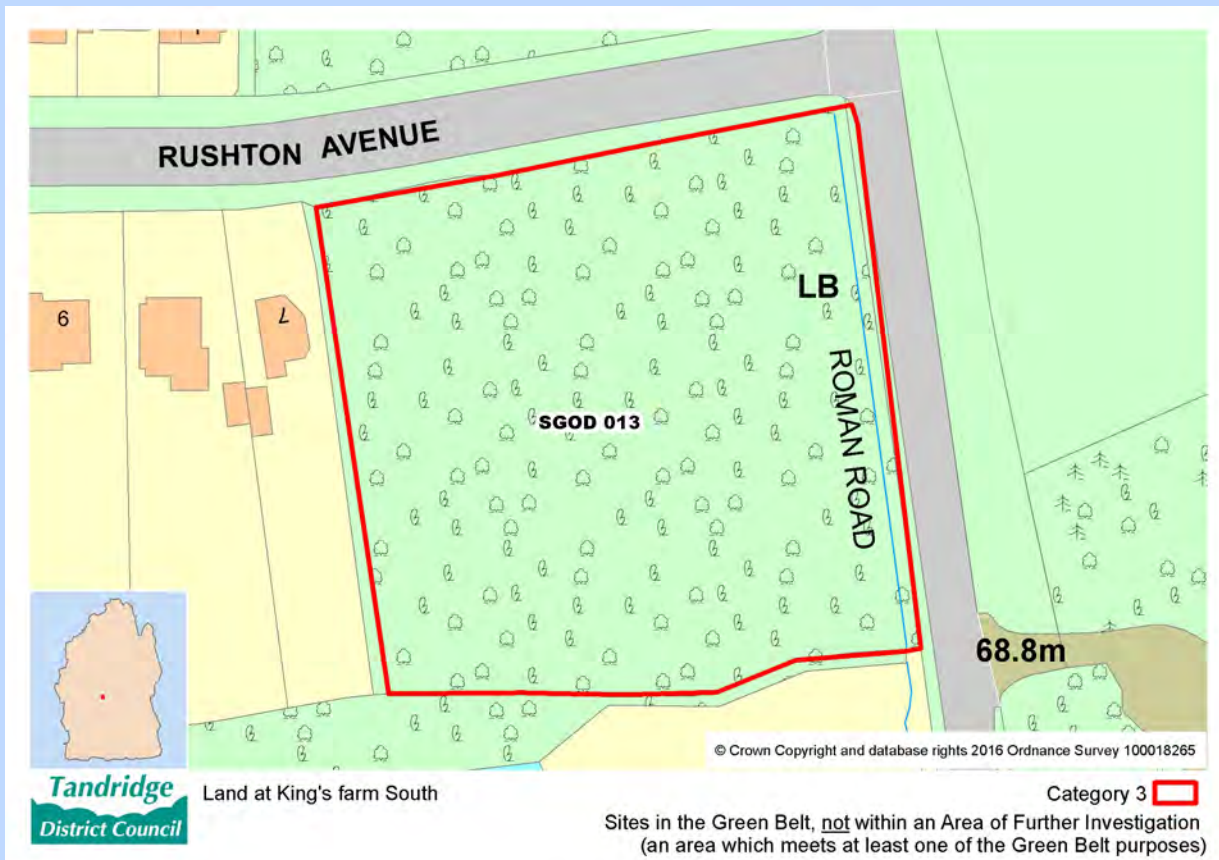 RUSHTON AVENUE
LB
6
7
SGOD 013
ROMAN ROAD
68.8m
© Crown Copyright and database rights 2016 Ordnance Survey 100018265
Tandridge
District Council
Land at King's farm South
Category 3
Sites in the Green Belt, not within an Area of Further Investigation
(an area which meets at least one of the Green Belt purposes)